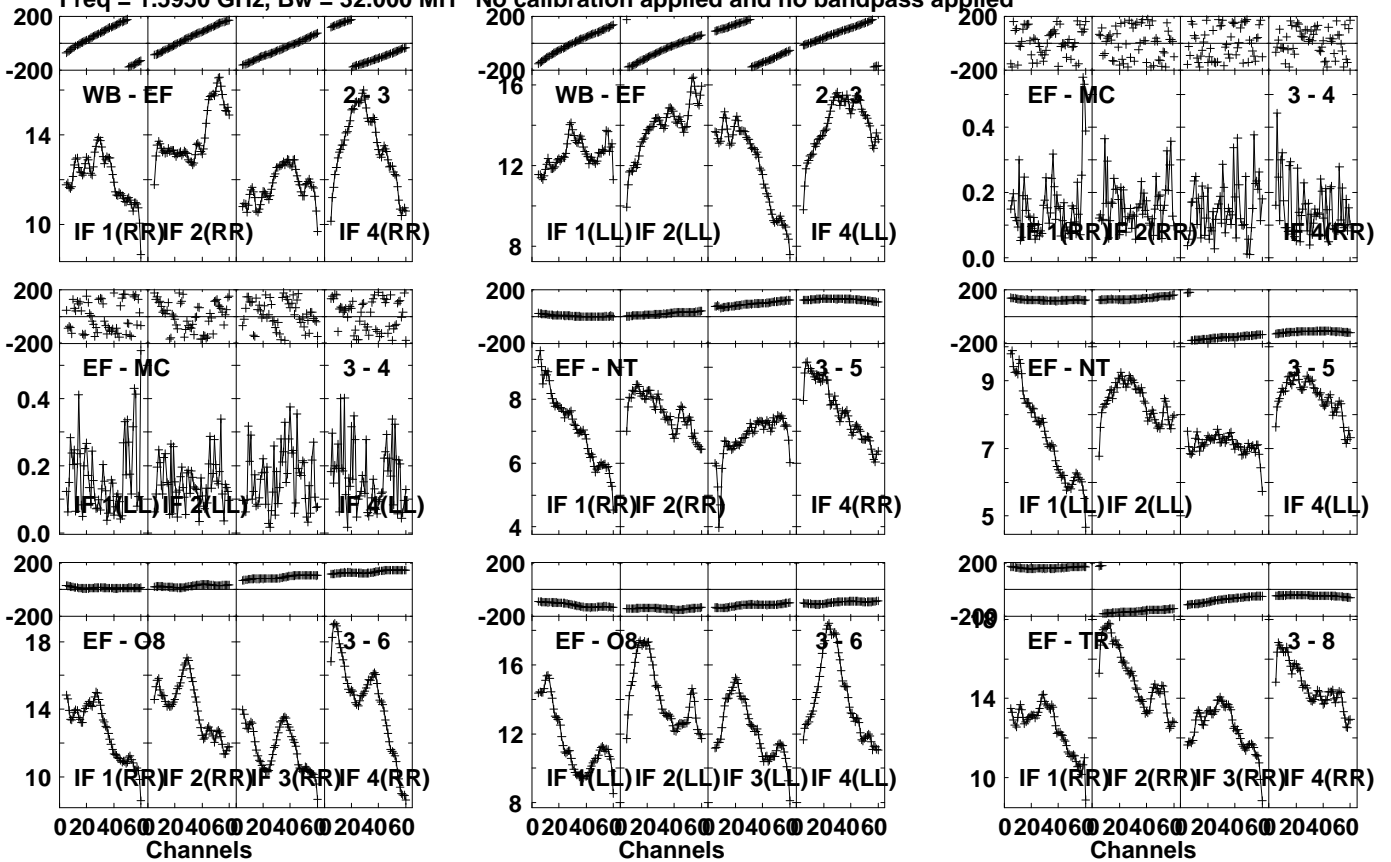 Freq = 1.5950 GHz, Bw = 32.000 MH No calibration applied and no bandpass applied
200
-200
WB - EF
2 - 3
14
10
IF 1(RR)
IF 2(RR)
IF 4(RR)
200
-200
16
WB - EF
2 - 3
12
8
IF 1(LL)
IF 2(LL)
IF 4(LL)
200
-200
EF - MC
3 - 4
0.4
0.2
0.0
IF 1(RR)
IF 2(RR)
IF 4(RR)
200
-200
EF - MC
3 - 4
0.4
0.2
0.0
IF 1(LL)
IF 2(LL)
IF 4(LL)
200
-200
EF - NT
3 - 5
8
6
4
IF 1(RR)
IF 2(RR)
IF 4(RR)
200
-200
EF - NT
3 - 5
9
7
5
IF 1(LL)
IF 2(LL)
IF 4(LL)
200
-200
EF - O8
3 - 6
18
14
10
IF 1(RR)
IF 2(RR)
IF 3(RR)
IF 4(RR)
0 20 40 60 0 20 40 60 0 20 40 60 0 20 40 60
Channels
200
-200
EF - O8
3 - 6
16
12
8
IF 1(LL)
IF 2(LL)
IF 3(LL)
IF 4(LL)
0 20 40 60 0 20 40 60 0 20 40 60 0 20 40 60
Channels
200
-200
18
EF - TR
3 - 8
14
10
IF 1(RR)
IF 2(RR)
IF 3(RR)
IF 4(RR)
0 20 40 60 0 20 40 60 0 20 40 60 0 20 40 60
Channels